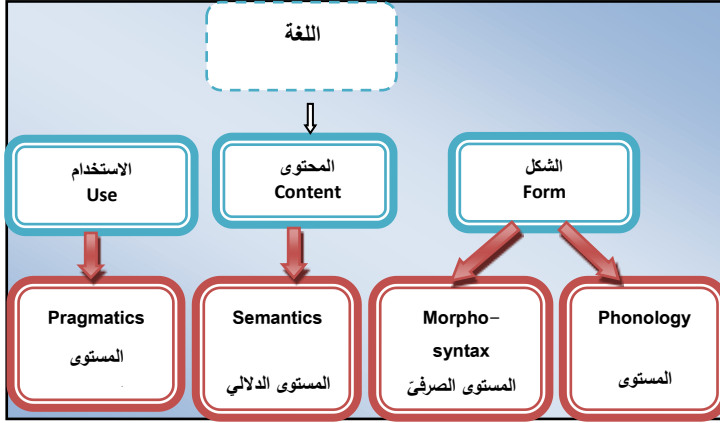 اللغة
الشكل
Form
المحتوى
Content
الاستخدام
Use
Phonology
المستوى
Morpho–
syntax
المستوى الصرفيّ
Semantics
المستوى الدلالي
Pragmatics
المستوى